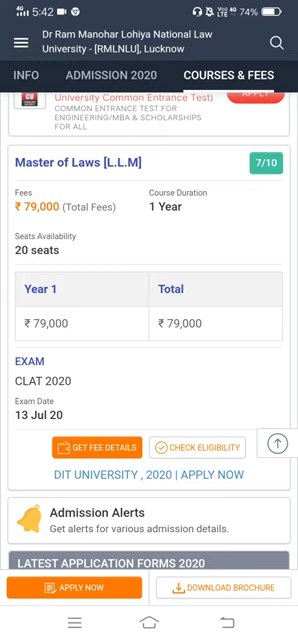 5:42
Vo)) 4G LTE
74%
Dr Ram Manohar Lohiya National Law
University - [RMLNLU], Lucknow
INFO ADMISSION 2020 COURSES & FEES
CU
University Common Entrance Test)
APPLY
COMMON ENTRANCE TEST FOR
ENGINEERING/MBA & SCHOLARSHIPS
FOR ALL
Master of Laws [L.L.M] 7/10
Fees Course Duration
₹ 79,000 (Total Fees) 1 Year
Seats Availability
20 seats
Year 1 Total
₹ 79,000 ₹ 79,000
EXAM
CLAT 2020
Exam Date
13 Jul 20
GET FEE DETAILS CHECK ELIGIBILITY
DIT UNIVERSITY , 2020 | APPLY NOW
Admission Alerts
Get alerts for various admission details.
LATEST APPLICATION FORMS 2020
APPLY NOW DOWNLOAD BROCHURE